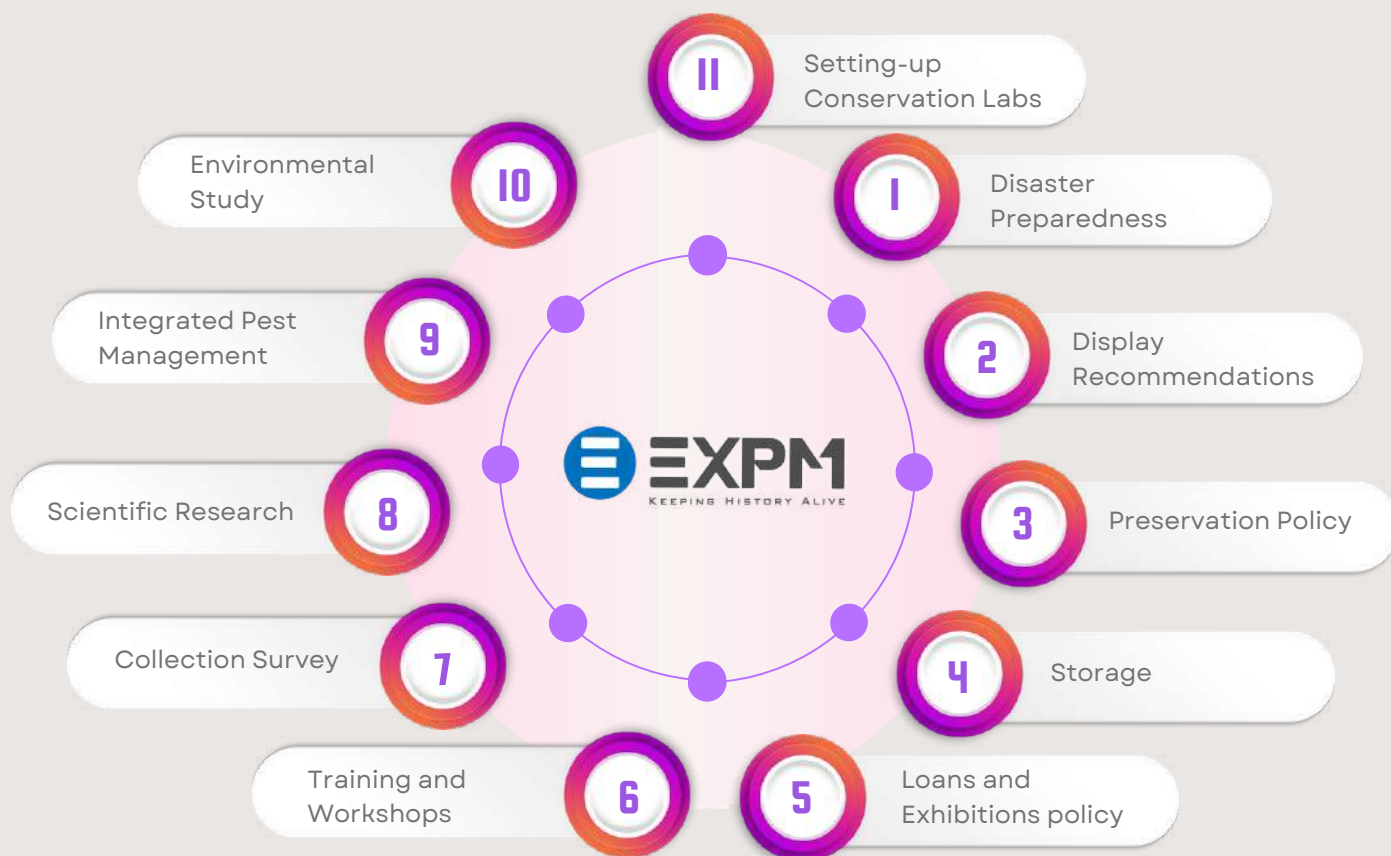 11
Setting-up
Conservation Labs
1
Disaster
Preparedness
2
Display
Recommendations
3
Preservation Policy
4
Storage
5
Loans and
Exhibitions policy
6
Training and
Workshops
7
Collection Survey
8
Scientific Research
9
Integrated Pest
Management
10
Environmental
Study
EXPM
KEEPING HISTORY ALIVE